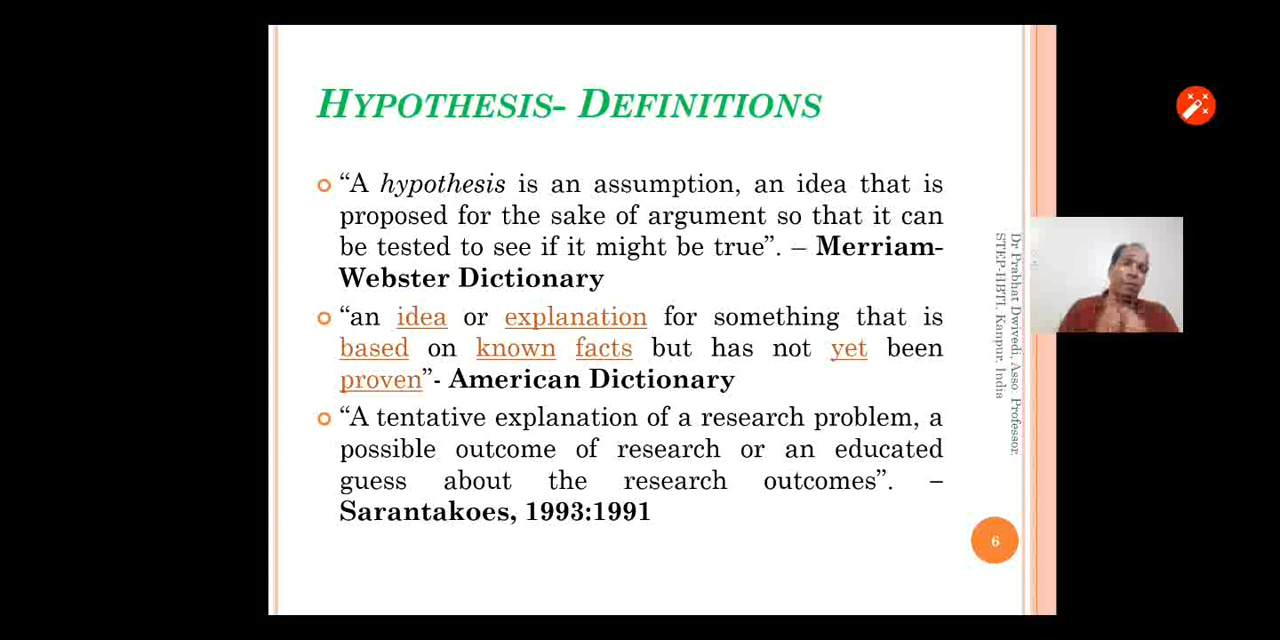 HYPOTHESIS- DEFINITIONS
“A hypothesis is an assumption, an idea that is
proposed for the sake of argument so that it can
be tested to see if it might be true”. – Merriam-
Webster Dictionary
“an idea or explanation for something that is
based on known facts but has not yet been
proven”- American Dictionary
“A tentative explanation of a research problem, a
possible outcome of research or an educated
guess about the research outcomes”. –
Sarantakoes, 1993:1991
Dr Prabhat Dwivedi, Asso. Professor,
STEP-HBTI, Kanpur, India
6